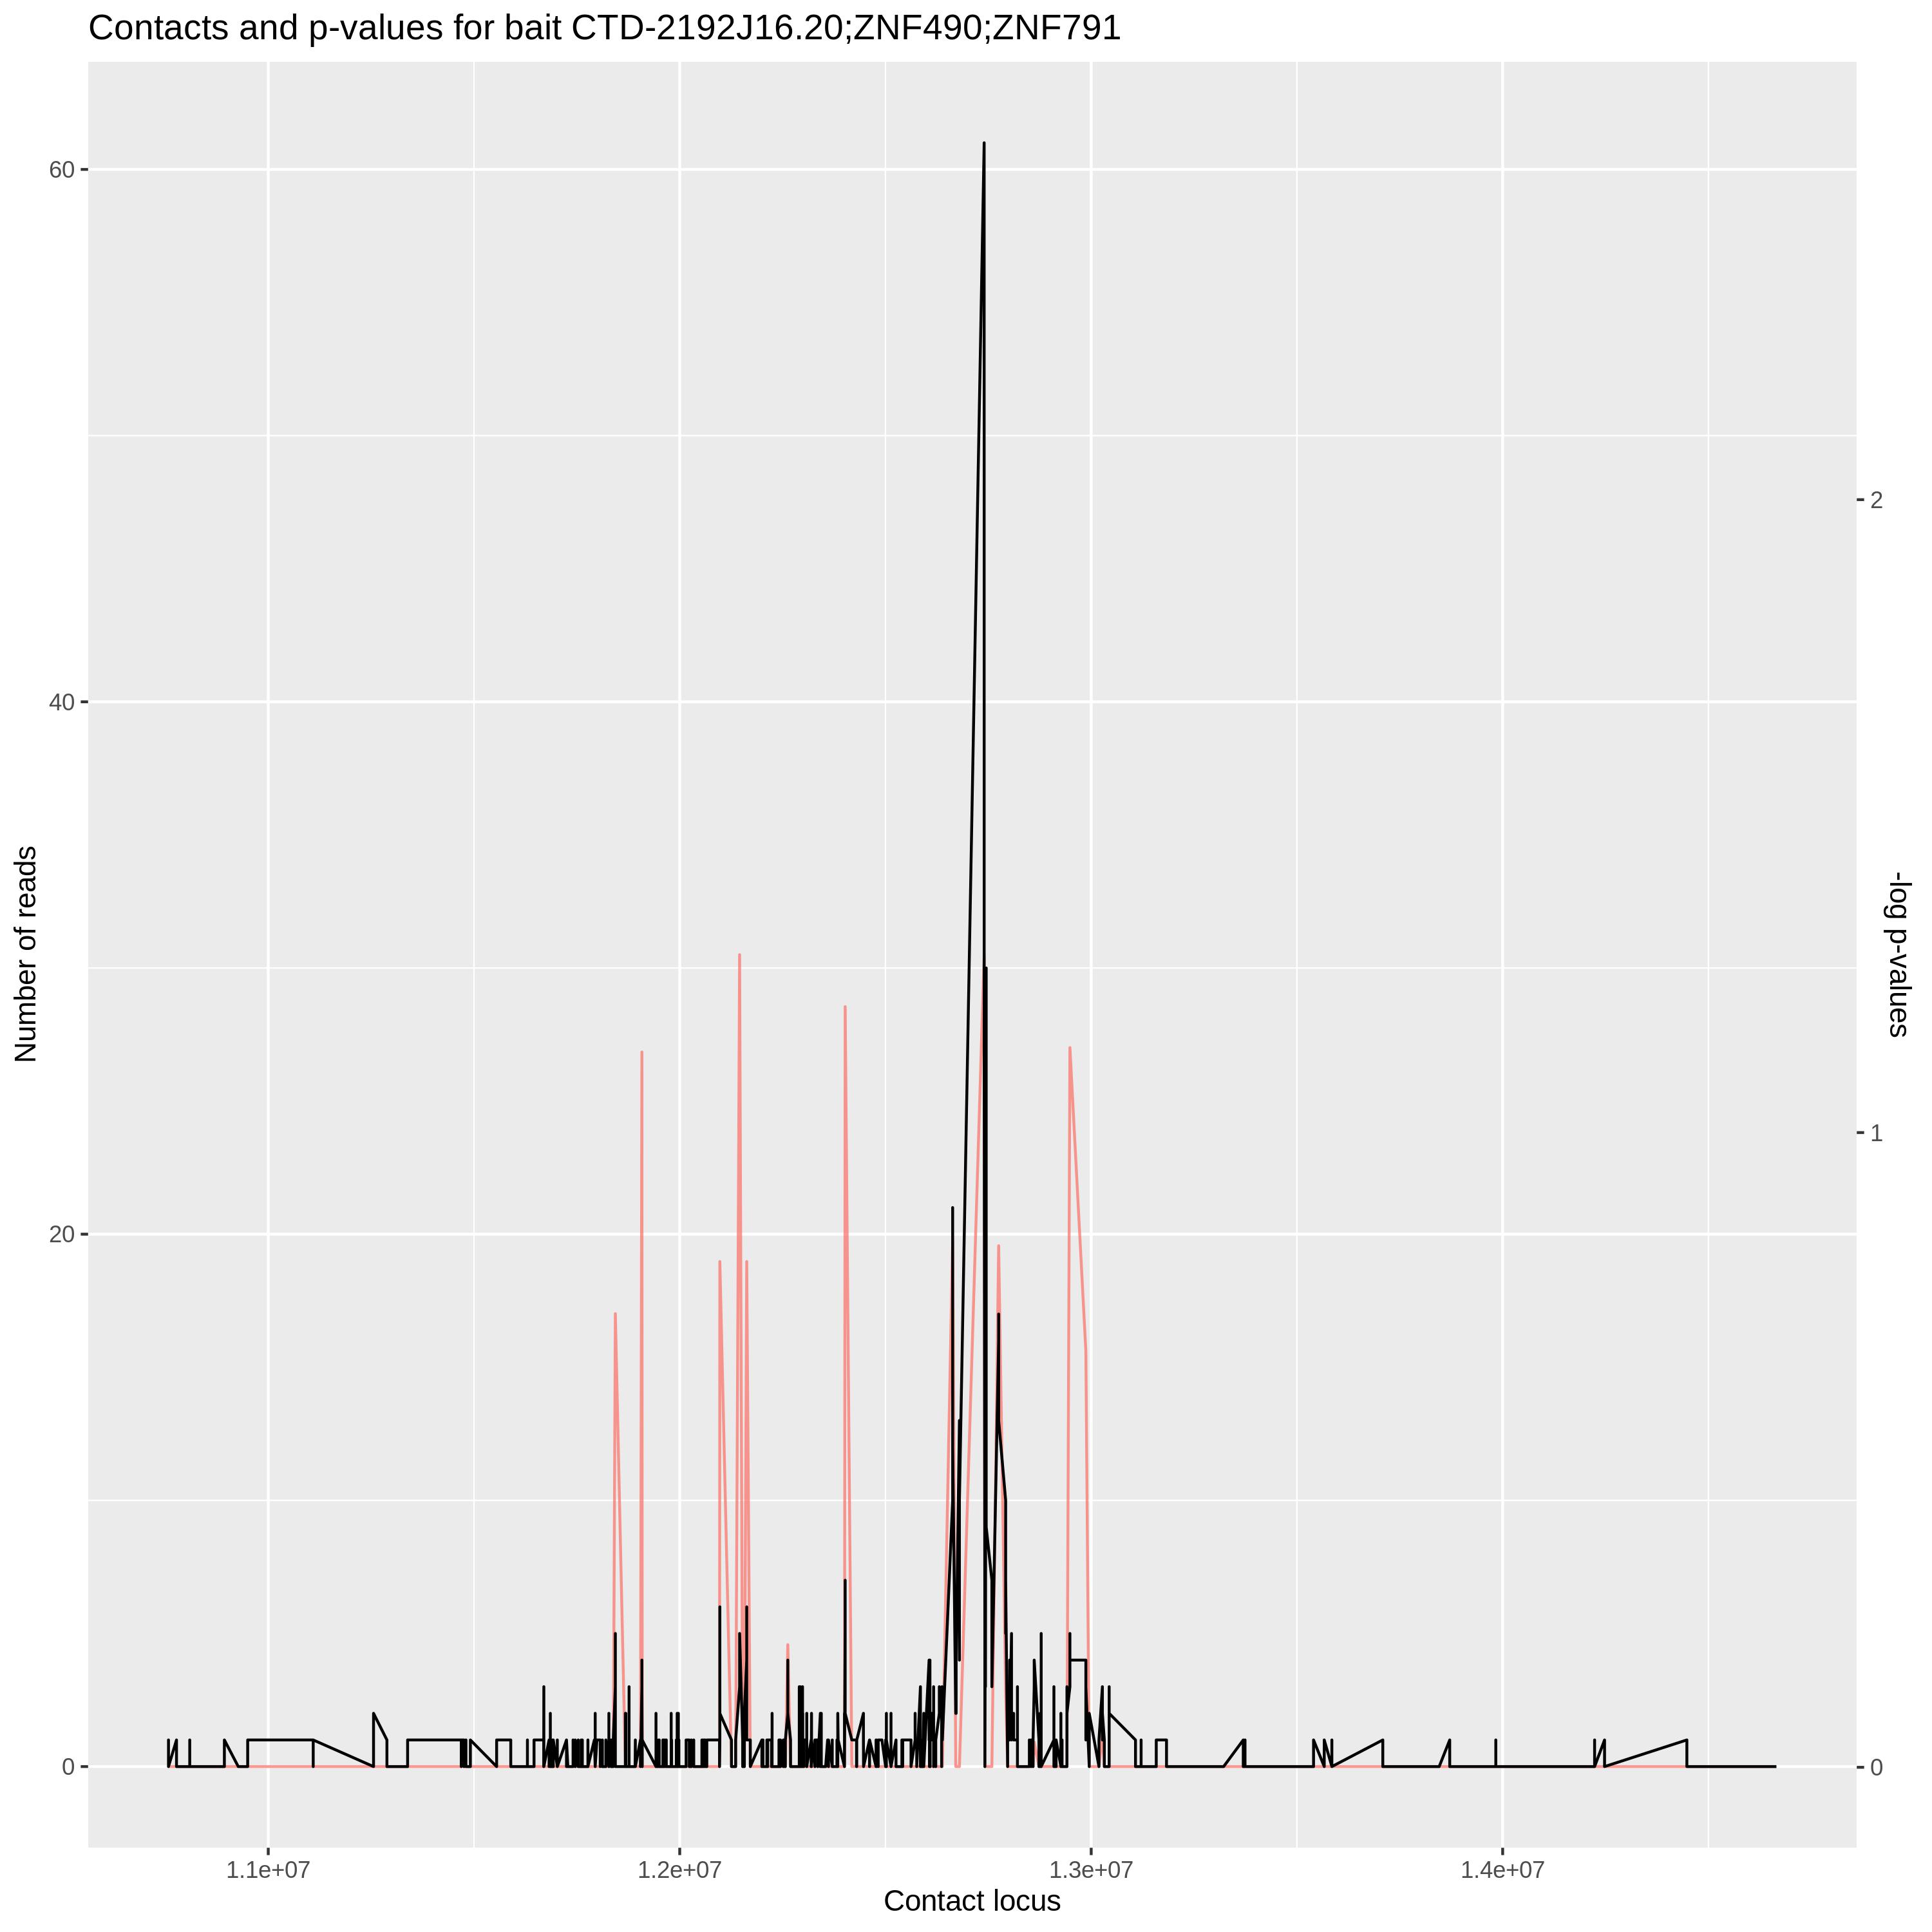 Contacts and p-values for bait CTD-2192J16.20;ZNF490;ZNF791
60
40
20
0
Number of reads
2
1
0
-log p-values
1.1e+07
1.2e+07
1.3e+07
1.4e+07
Contact locus